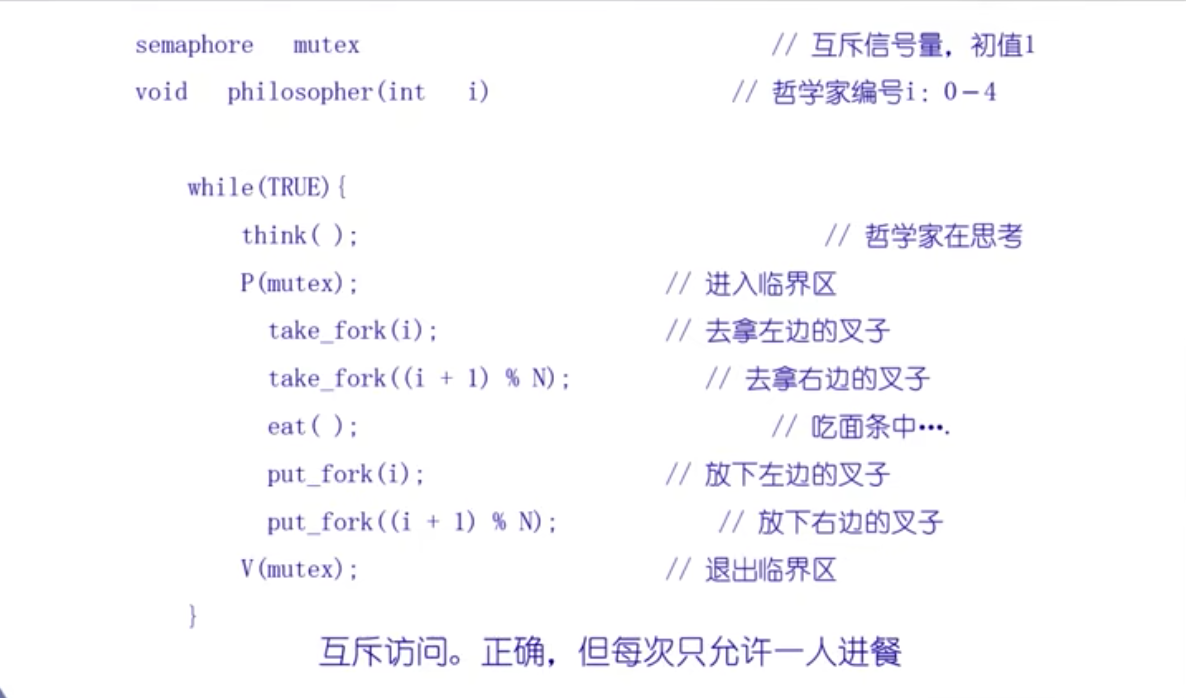 semaphore mutex // 互斥信号量，初值1
void philosopher(int i) // 哲学家编号i：0－4
while(TRUE){
think( ); // 哲学家在思考
P(mutex); // 进入临界区
take_fork(i); // 去拿左边的叉子
take_fork((i + 1) % N); // 去拿右边的叉子
eat( ); // 吃面条中….
put_fork(i); // 放下左边的叉子
put_fork((i + 1) % N); // 放下右边的叉子
V(mutex); // 退出临界区
}
互斥访问。正确，但每次只允许一人进餐